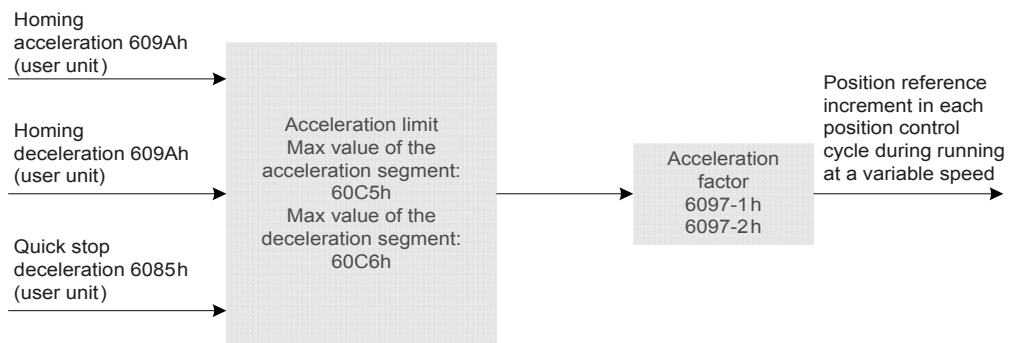 Homing
acceleration 609Ah
(user unit)
Homing
deceleration 609Ah
(user unit)
Quick stop
deceleration 6085h
(user unit)
Acceleration limit
Max value of the
acceleration segment:
60C5h
Max value of the
deceleration segment:
60C6h
Acceleration
factor
6097-1h
6097-2h
Position reference
increment in each
position control
cycle during running
at a variable speed